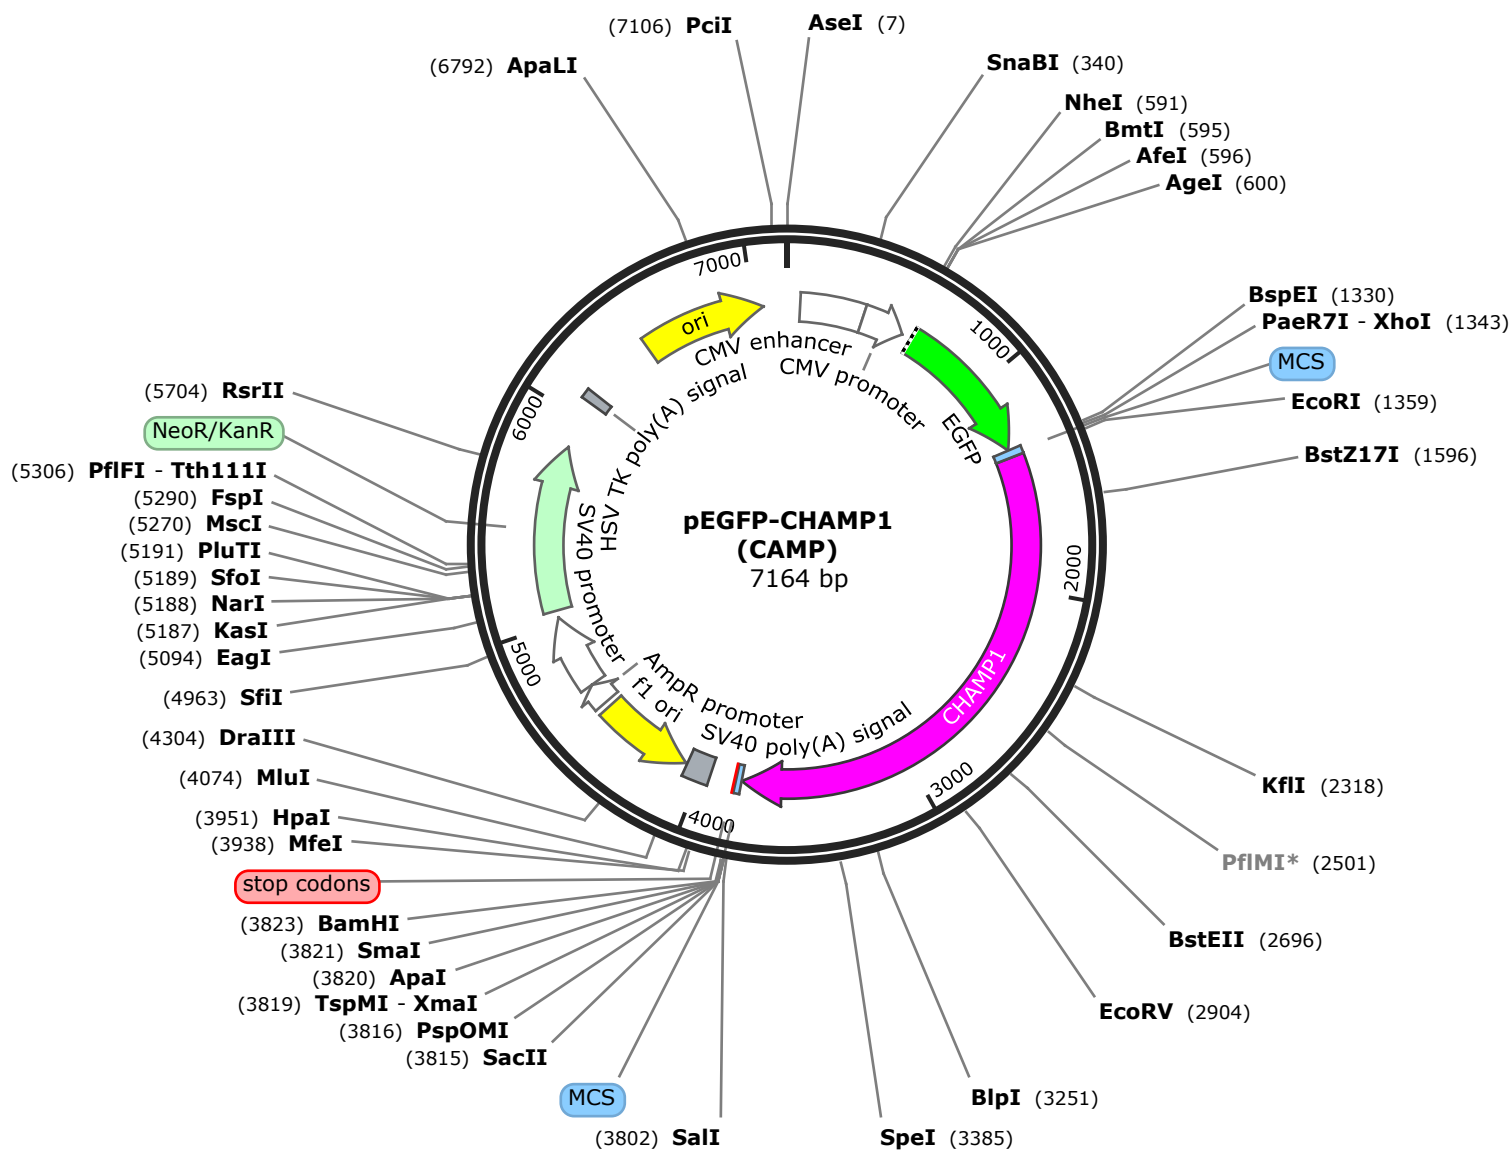 (7106) PciI
AseI (7)
(6792) ApaLI
SnaBI (340)
NheI (591)
BmtI (595)
AfeI (596)
AgeI (600)
BspEI (1330)
PaeR7I - XhoI (1343)
MCS
EcoRI (1359)
BstZ17I (1596)
KflI (2318)
PflMI* (2501)
BstEII (2696)
EcoRV (2904)
BlpI (3251)
SpeI (3385)
(3802) SalI
MCS
(3815) SacII
(3816) PspOMI
(3819) TspMI - XmaI
(3820) ApaI
(3821) SmaI
(3823) BamHI
stop codons
(3938) MfeI
(3951) HpaI
(4074) MluI
(4304) DraIII
(4963) SfiI
(5094) EagI
(5187) KasI
(5188) NarI
(5189) SfoI
(5191) PluTI
(5270) MscI
(5290) FspI
(5306) PflFI - Tth111I
NeoR/KanR
(5704) RsrII
1000
2000
3000
4000
5000
6000
7000
ori
CMV enhancer
CMV promoter
EGFP
CHAMP1
SV40 poly(A) signal
f1 ori
AmpR promoter
SV40 promoter
HSV TK poly(A) signal
pEGFP-CHAMP1
(CAMP)
7164 bp